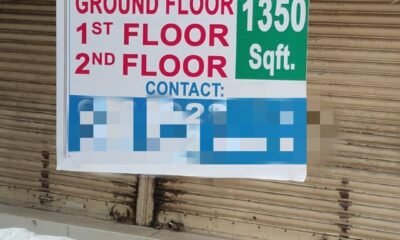 GROUND FLOOR
1ST FLOOR
2ND FLOOR
1350
Sqft.
CONTACT: